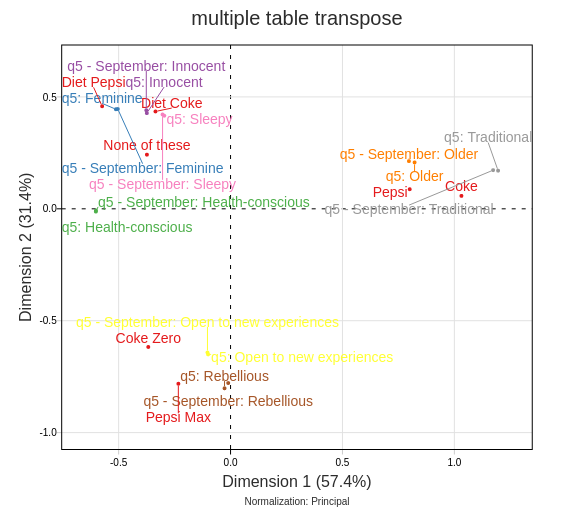 multiple table transpose
q5 - September: Innocent
Diet Pepsi
q5: Innocent
q5: Feminine
Diet Coke
q5: Sleepy
q5: Traditional
None of these
q5 - September: Older
q5 - September: Feminine
q5: Older
q5 - September: Sleepy
Pepsi
Coke
q5 - September: Health-conscious
q5 - September: Traditional
q5: Health-conscious
q5 - September: Open to new experiences
Coke Zero
q5: Open to new experiences
q5: Rebellious
q5 - September: Rebellious
Pepsi Max
0.5
0.0
-0.5
-1.0
Dimension 2 (31.4%)
-0.5
0.0
0.5
1.0
Dimension 1 (57.4%)
Normalization: Principal